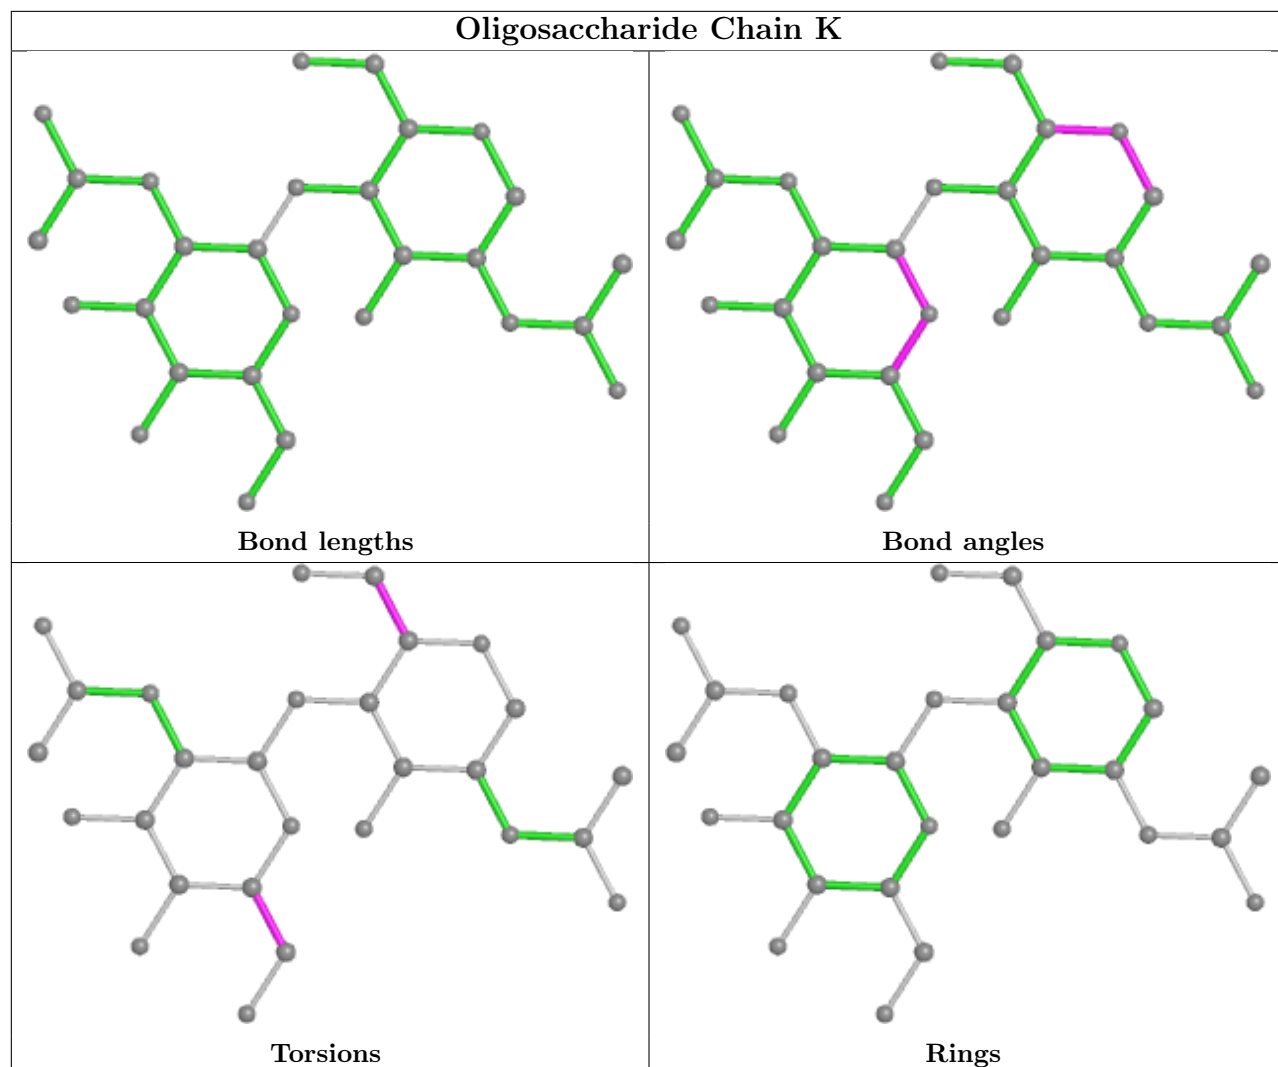 Oligosaccharide Chain K
Bond lengths
Bond angles
Torsions
Rings